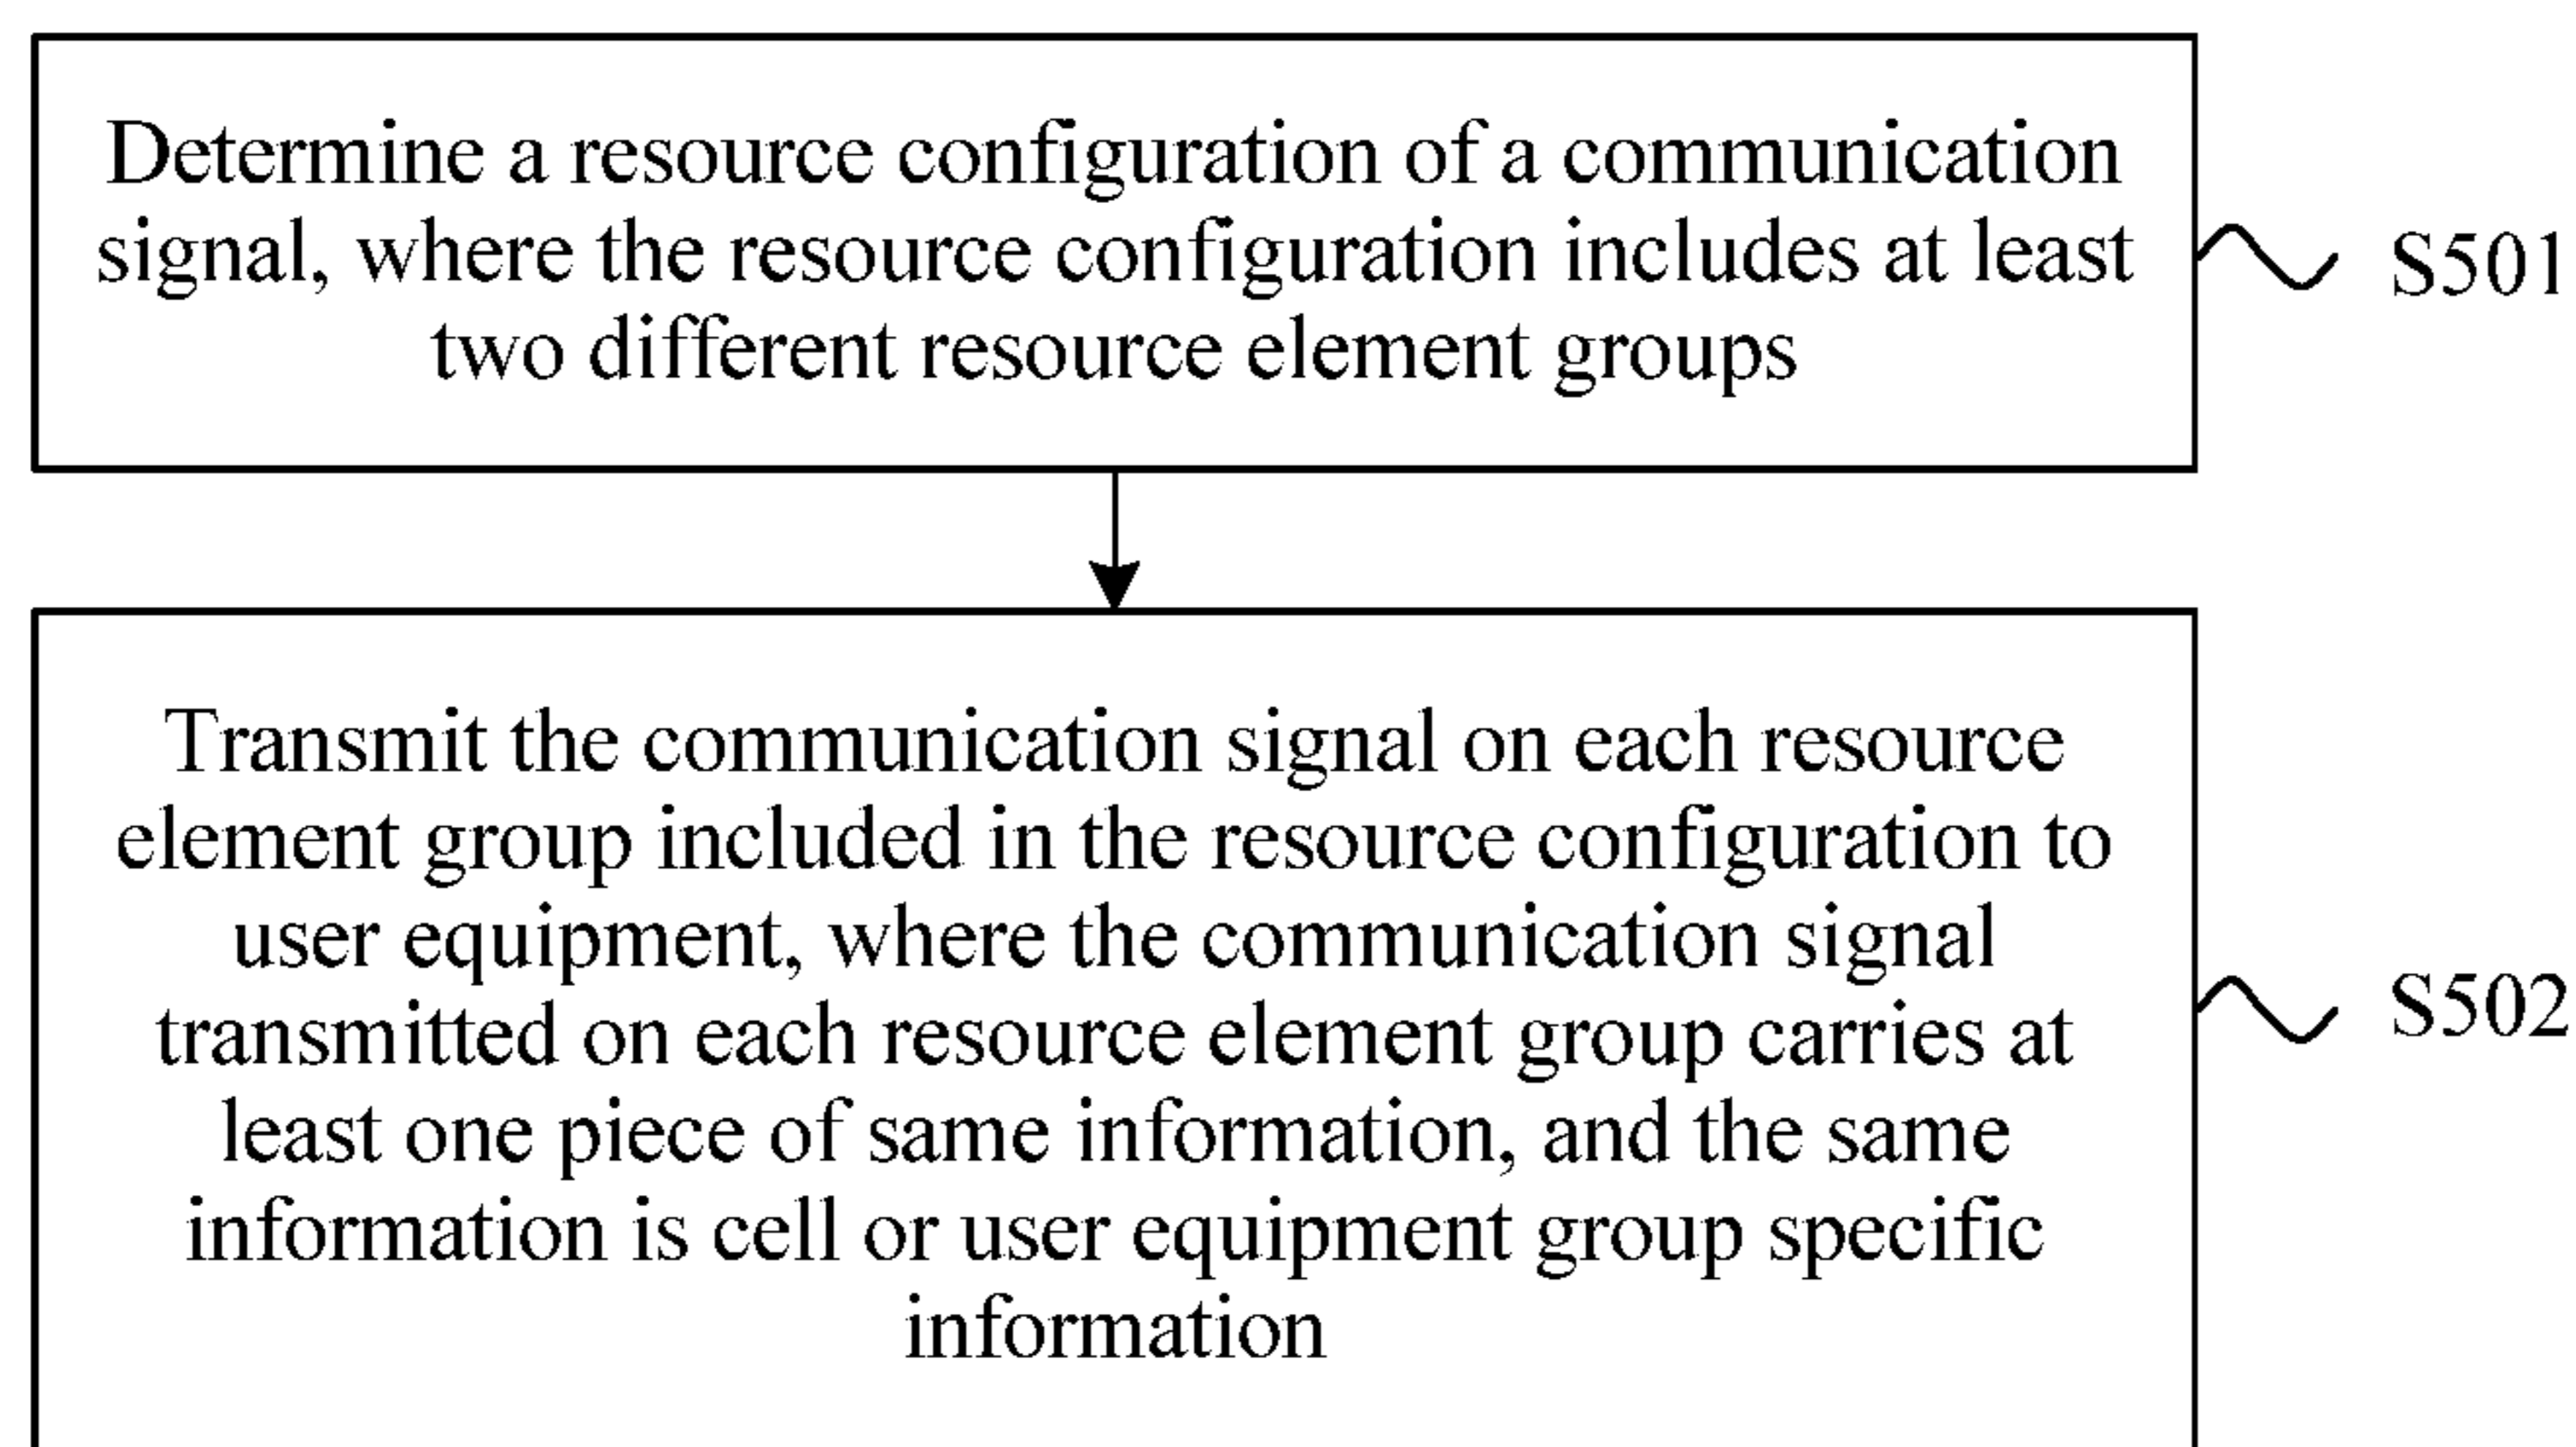 Determine a resource configuration of a communication
signal, where the resource configuration includes at least
two different resource element groups
S501
Transmit the communication signal on each resource
element group included in the resource configuration to
user equipment, where the communication signal
transmitted on each resource element group carries at
least one piece of same information, and the same
information is cell or user equipment group specific
information
S502